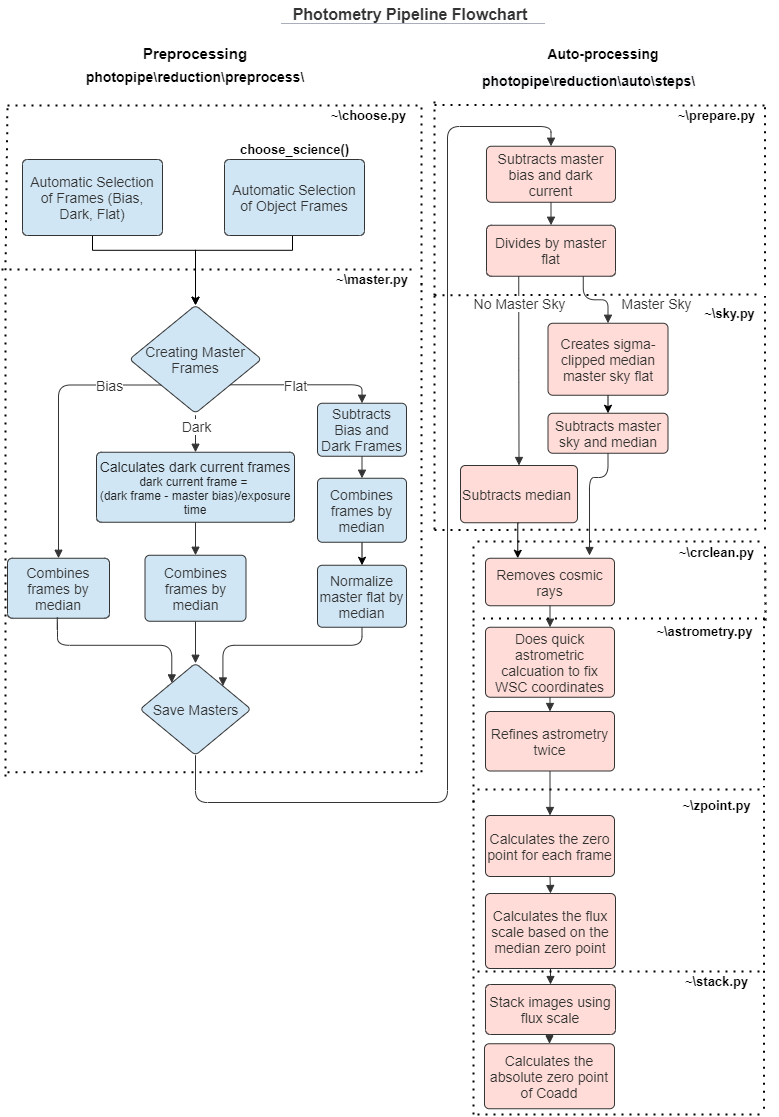 Photometry Pipeline Flowchart
Preprocessing
photopipe\reduction\preprocess\
~\choose.py
Automatic Selection
of Frames (Bias,
Dark, Flat)
choose_science()
Automatic Selection
of Object Frames
~\master.py
Creating Master
Frames
Bias
Dark
Flat
Calculates dark current frames
dark current frame =
(dark frame - master bias)/exposure
time
Subtracts
Bias and
Dark Frames
Combines
frames by
median
Combines
frames by
median
Combines
frames by
median
Normalize
master flat by
median
Save Masters
Auto-processing
photopipe\reduction\auto\steps\
~\prepare.py
Subtracts master
bias and dark
current
Divides by master
flat
No Master Sky
Master Sky
~\sky.py
Creates sigma-
clipped median
master sky flat
Subtracts master
sky and median
Subtracts median
~\crclean.py
Removes cosmic
rays
~\astrometry.py
Does quick
astrometric
calcuation to fix
WSC coordinates
Refines astrometry
twice
~\zpoint.py
Calculates the zero
point for each frame
Calculates the flux
scale based on the
median zero point
~\stack.py
Stack images using
flux scale
Calculates the
absolute zero point
of Coadd